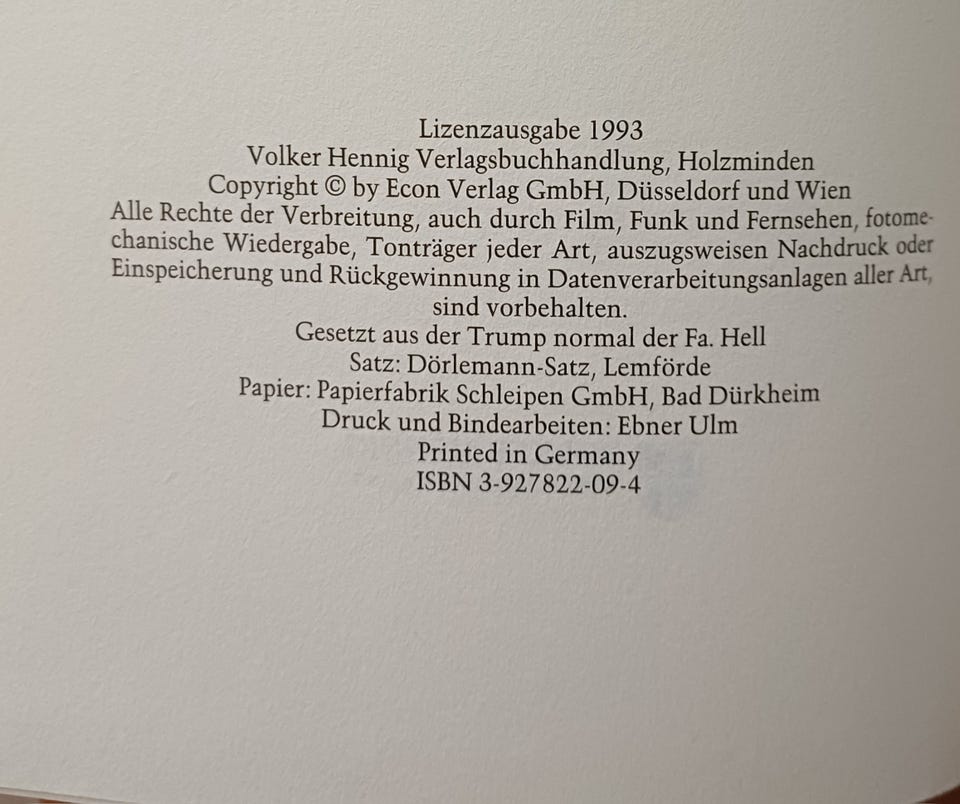 Lizenzausgabe 1993
Volker Hennig Verlagsbuchhandlung, Holzminden
Copyright © by Econ Verlag GmbH, Düsseldorf und Wien
Alle Rechte der Verbreitung, auch durch Film, Funk und Fernsehen, fotome-
chanische Wiedergabe, Tonträger jeder Art, auszugsweisen Nachdruck oder
Einspeicherung und Rückgewinnung in Datenverarbeitungsanlagen aller Art,
sind vorbehalten.
Gesetzt aus der Trump normal der Fa. Hell
Satz: Dörlemann-Satz, Lemförde
Papier: Papierfabrik Schleipen GmbH, Bad Dürkheim
Druck und Bindearbeiten: Ebner Ulm
Printed in Germany
ISBN 3-927822-09-4